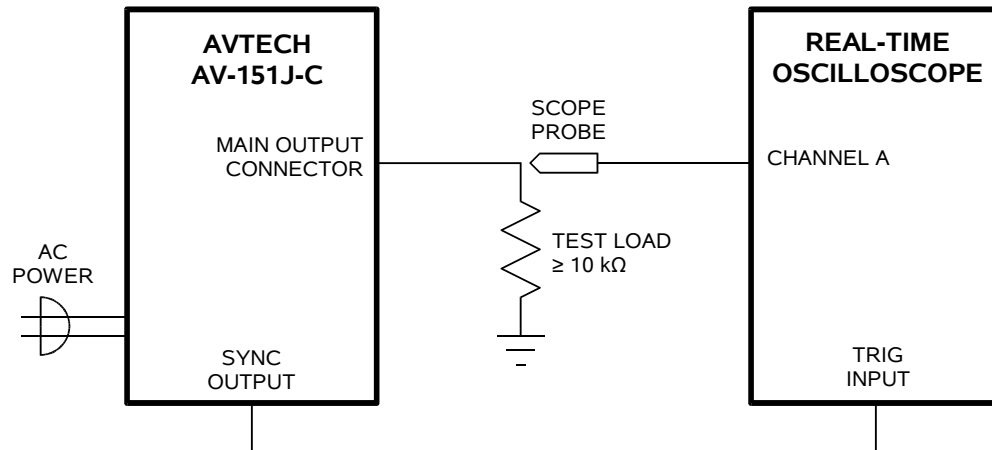 AVTECH
AV-151J-C
REAL-TIME
OSCILLOSCOPE
SCOPE
PROBE
MAIN OUTPUT
CONNECTOR
CHANNEL A
TEST LOAD
≥ 10 kΩ
AC
POWER
SYNC
OUTPUT
TRIG
INPUT